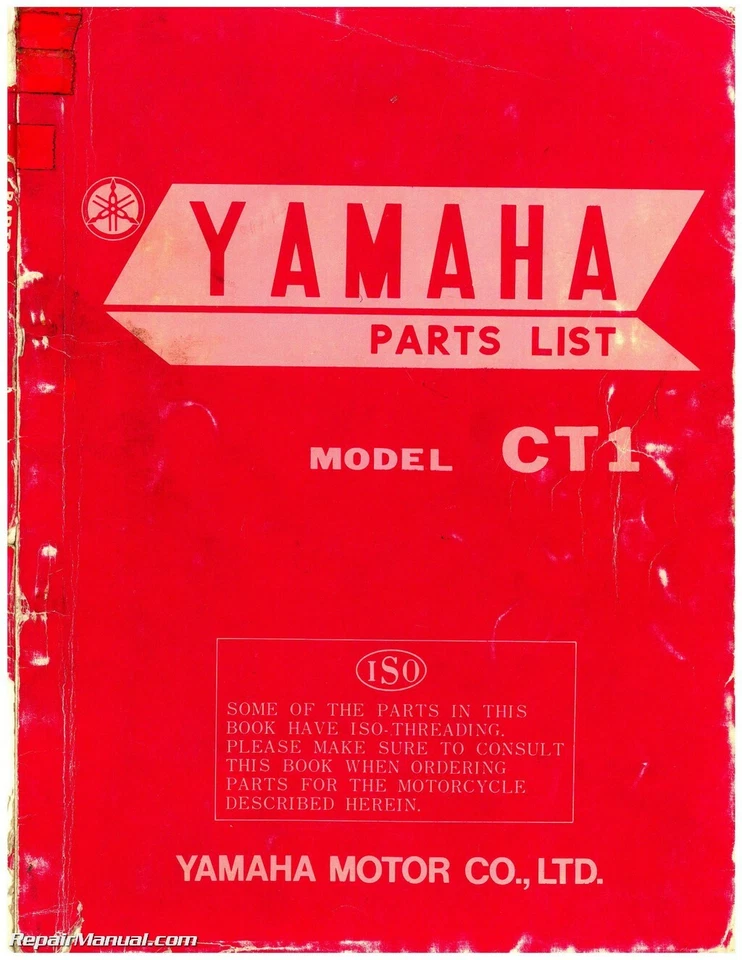 YAMAHA
PARTS LIST
MODEL CT1
ISO
SOME OF THE PARTS IN THIS
BOOK HAVE ISO-THREADING.
PLEASE MAKE SURE TO CONSULT
THIS BOOK WHEN ORDERING
PARTS FOR THE MOTORCYCLE
DESCRIBED HEREIN.
YAMAHA MOTOR CO., LTD.
RepairManual.com
PARTS